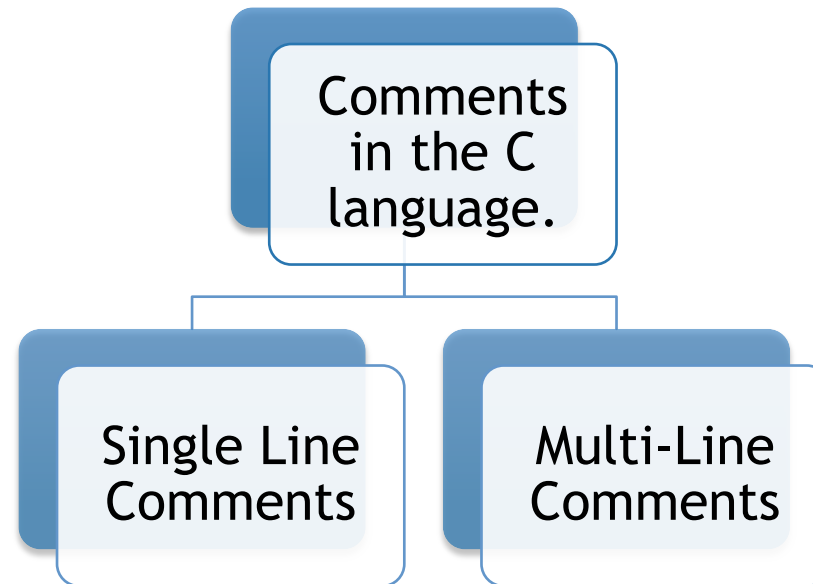 Comments
in the C
language.
Single Line
Comments
Multi-Line
Comments